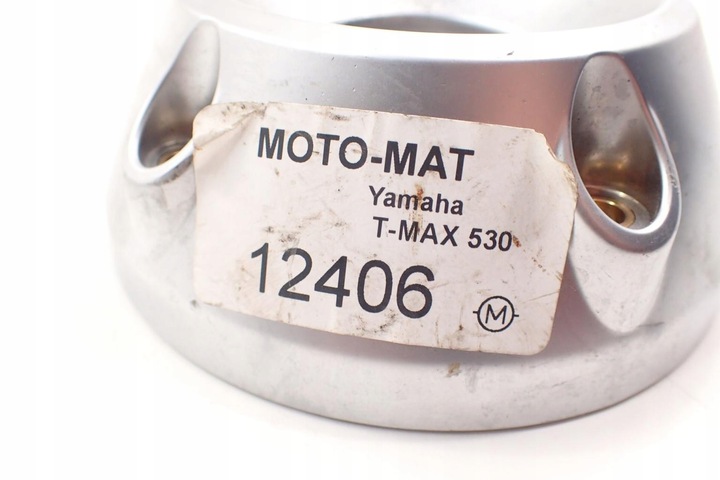 MOTO-MAT
Yamaha
T-MAX 530
12406
M